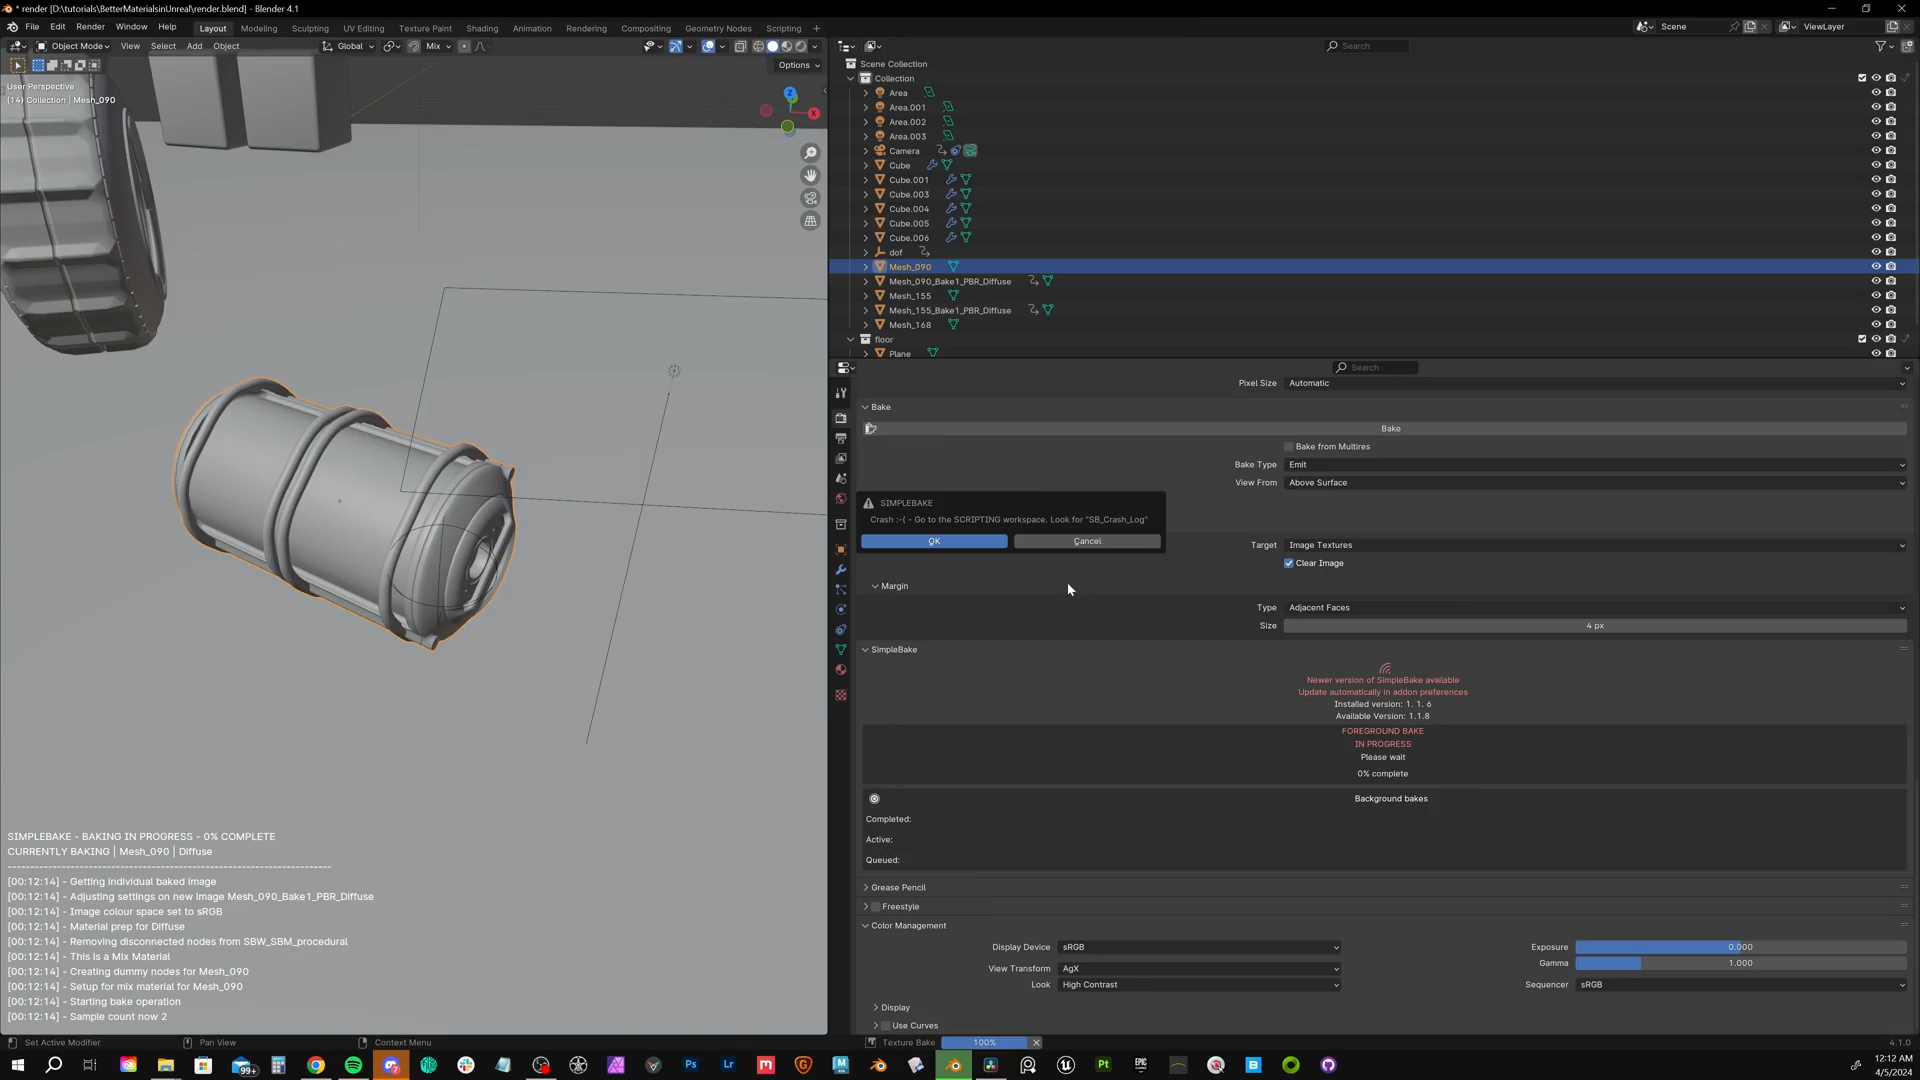 * render [D:\tutorials\BetterMaterialsinUnreal\render.blend] - Blender 4.1
File Edit Render Window Help Layout Modeling Sculpting UV Editing Texture Paint Shading Animation Rendering Compositing Geometry Nodes Scripting + Scene ViewLayer
Object Mode View Select Add Object Global Mix Search
Options
User Perspective
(14) Collection | Mesh_090
Z
X
Scene Collection
Collection
Area
Area.001
Area.002
Area.003
Camera
Cube
Cube.001
Cube.003
Cube.004
Cube.005
Cube.006
dof
Mesh_090
Mesh_090_Bake1_PBR_Diffuse
Mesh_155
Mesh_155_Bake1_PBR_Diffuse
Mesh_168
floor
Plane
Search
Pixel Size Automatic
Bake
Bake
Bake from Multires
Bake Type Emit
View From Above Surface
SIMPLEBAKE
Crash :-( - Go to the SCRIPTING workspace. Look for "SB_Crash_Log"
OK Cancel
Target Image Textures
Clear Image
Margin
Type Adjacent Faces
Size 4 px
SimpleBake
Newer version of SimpleBake available
Update automatically in addon preferences
Installed version: 1. 1. 6
Available Version: 1.1.8
FOREGROUND BAKE
IN PROGRESS
Please wait
0% complete
Background bakes
Completed:
Active:
Queued:
Grease Pencil
Freestyle
Color Management
Display Device sRGB Exposure 0.000
Gamma 1.000
View Transform AgX
Look High Contrast Sequencer sRGB
Display
Use Curves
SIMPLEBAKE - BAKING IN PROGRESS - 0% COMPLETE
CURRENTLY BAKING | Mesh_090 | Diffuse
--------------------------------------------------------------------------
[00:12:14] - Getting individual baked image
[00:12:14] - Adjusting settings on new image Mesh_090_Bake1_PBR_Diffuse
[00:12:14] - Image colour space set to sRGB
[00:12:14] - Material prep for Diffuse
[00:12:14] - Removing disconnected nodes from SBW_SBM_procedural
[00:12:14] - This is a Mix Material
[00:12:14] - Creating dummy nodes for Mesh_090
[00:12:14] - Setup for mix material for Mesh_090
[00:12:14] - Starting bake operation
[00:12:14] - Sample count now 2
Set Active Modifier Pan View Context Menu Texture Bake 100% 4.1.0
99+ Ps Lr M G Pt EPIC GAMES B
12:12 AM
4/5/2024